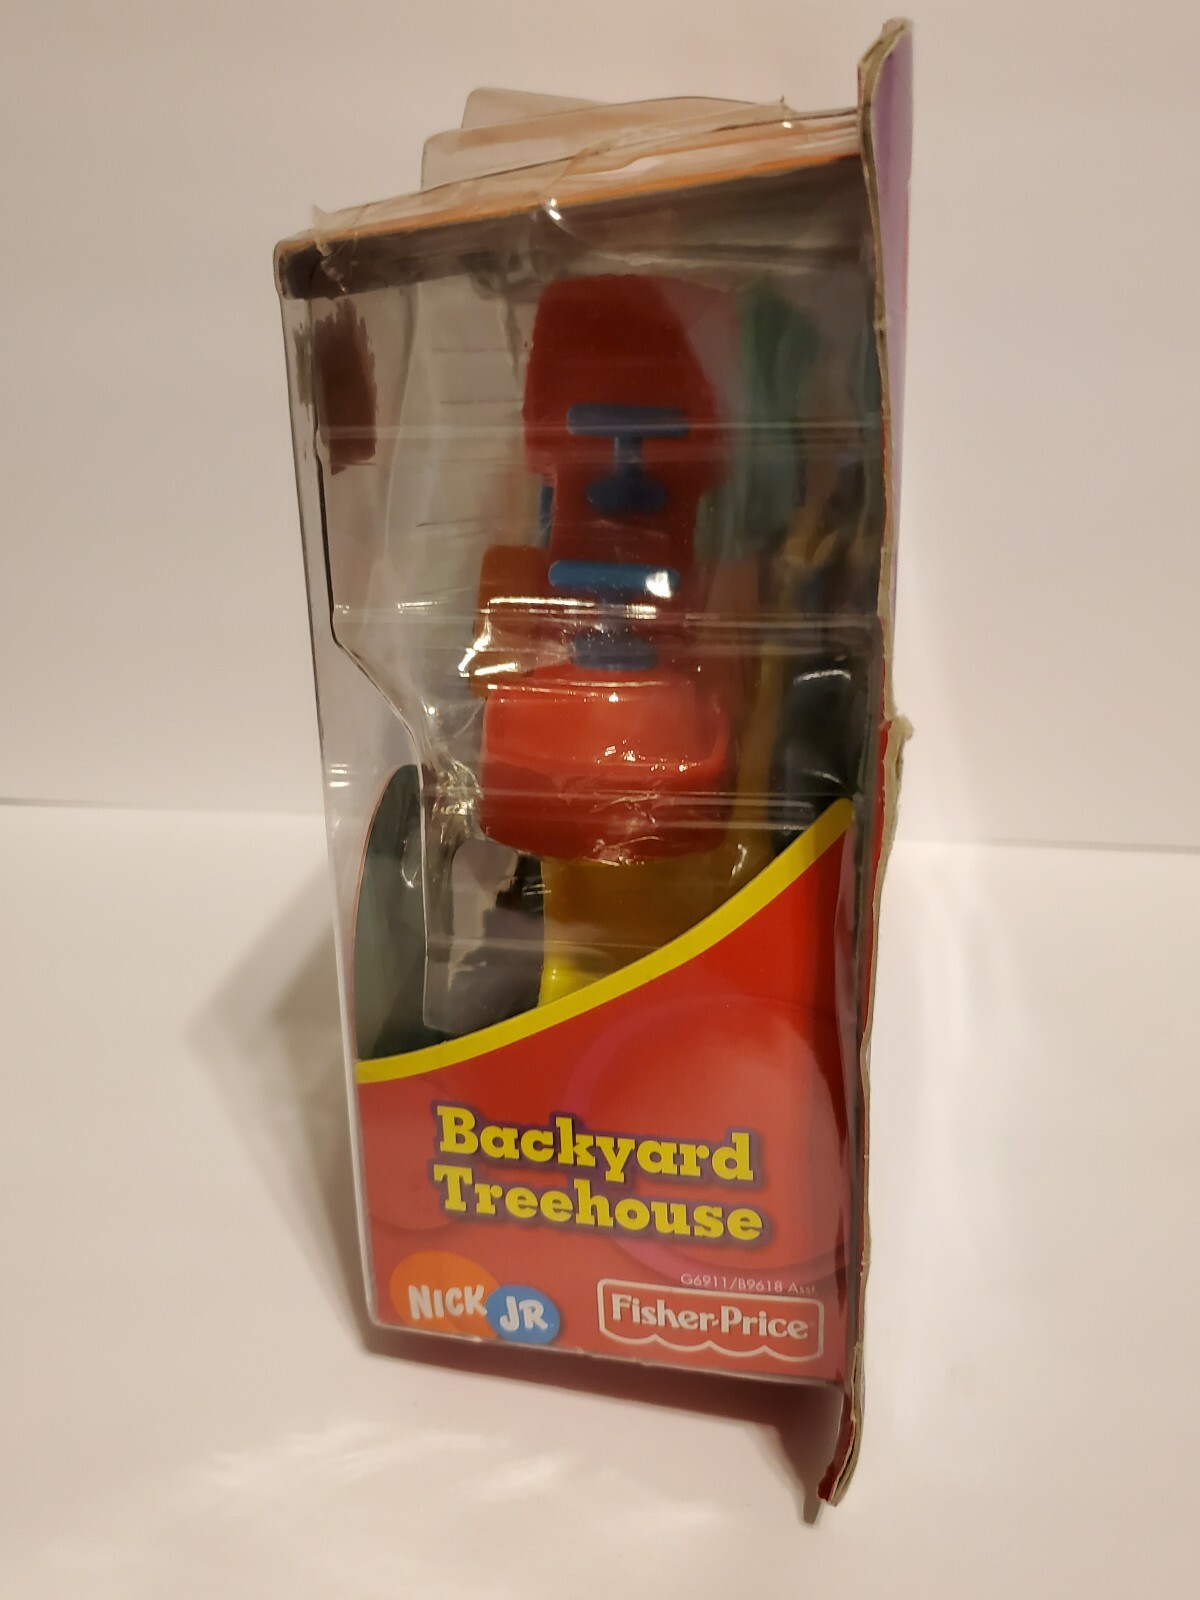 Backyard
Treehouse
G6911/B9618 Asst
NICK JR
Fisher-Price